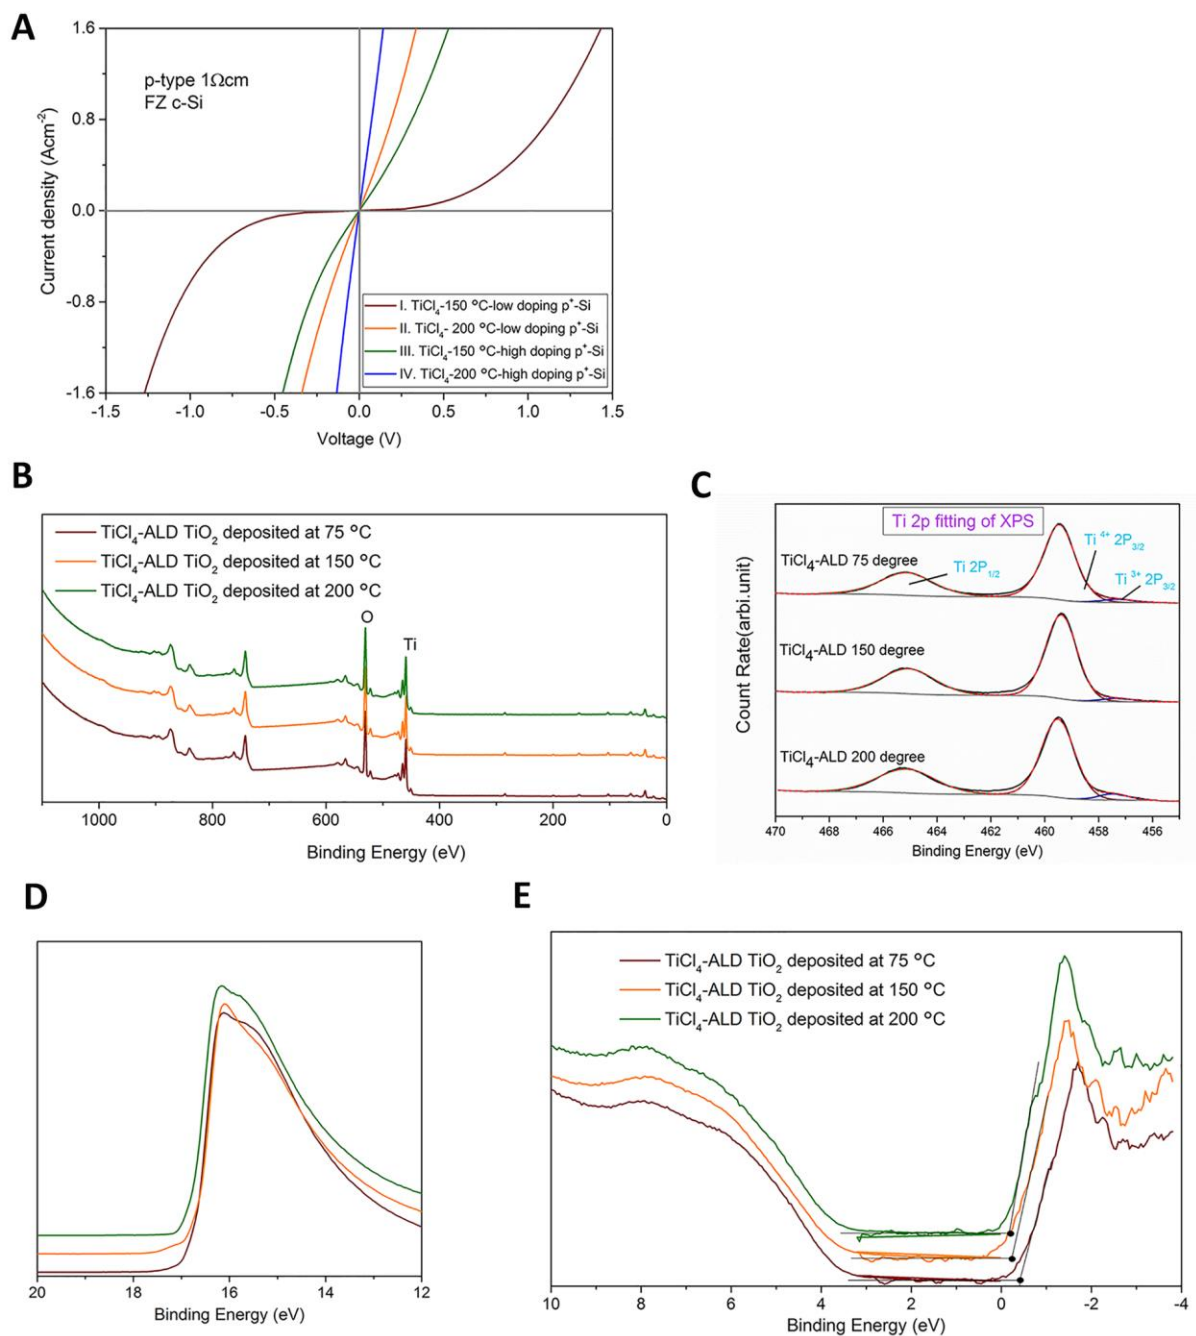 A
1.6
0.8
0.0
-0.8
-1.6
Current density (Acm⁻²)
p-type 1Ωcm
FZ c-Si
I. TiCl₄-150 °C-low doping p⁺-Si
II. TiCl₄- 200 °C-low doping p⁺-Si
III. TiCl₄-150 °C-high doping p⁺-Si
IV. TiCl₄-200 °C-high doping p⁺-Si
-1.5 -1.0 -0.5 0.0 0.5 1.0 1.5
Voltage (V)
B
TiCl₄-ALD TiO₂ deposited at 75 °C
TiCl₄-ALD TiO₂ deposited at 150 °C
TiCl₄-ALD TiO₂ deposited at 200 °C
O
Ti
1000 800 600 400 200 0
Binding Energy (eV)
C
Ti 2p fitting of XPS
Count Rate(arbi.unit)
TiCl₄-ALD 75 degree
Ti 2P₁/₂
Ti ⁴⁺ 2P₃/₂
Ti ³⁺ 2P₃/₂
TiCl₄-ALD 150 degree
TiCl₄-ALD 200 degree
470 468 466 464 462 460 458 456
Binding Energy (eV)
D
20 18 16 14 12
Binding Energy (eV)
E
TiCl₄-ALD TiO₂ deposited at 75 °C
TiCl₄-ALD TiO₂ deposited at 150 °C
TiCl₄-ALD TiO₂ deposited at 200 °C
10 8 6 4 2 0 -2 -4
Binding Energy (eV)